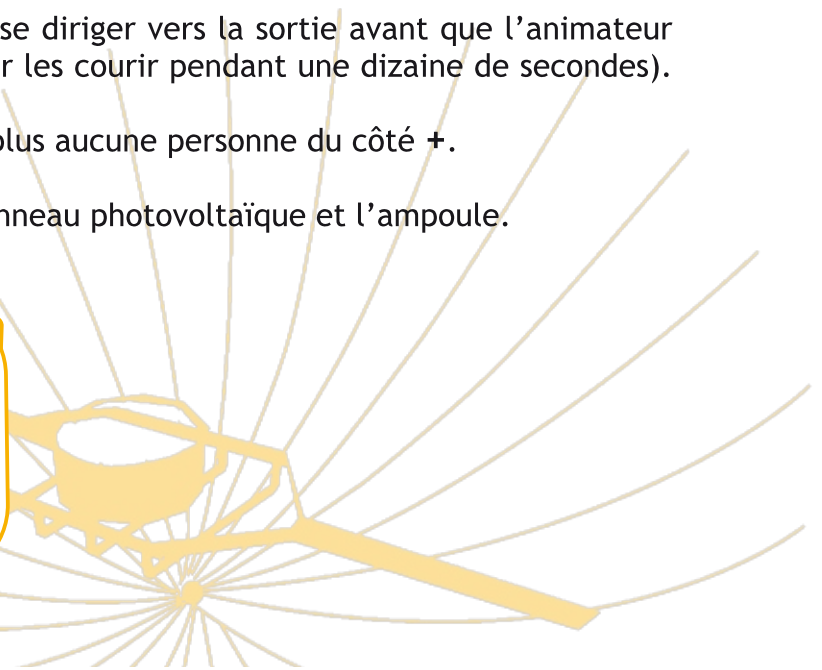 se diriger vers la sortie avant que l’animateur
r les courir pendant une dizaine de secondes).
plus aucune personne du côté +.
nneau photovoltaïque et l’ampoule.